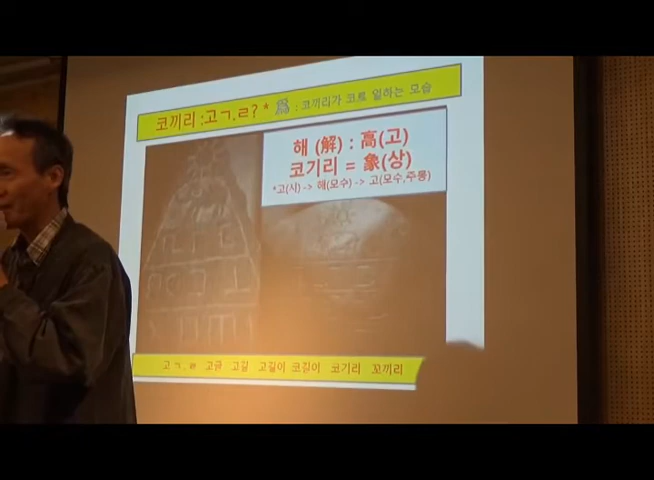 코끼리 :고ㄱ.ㄹ? * 爲 : 코끼리가 코로 일하는 모습
해 (解) : 高(고)
코기리 = 象(상)
*고(시) -> 해(모수) -> 고(모수,주몽)
고글 고길 고길이 코길이 코기리 꼬끼리